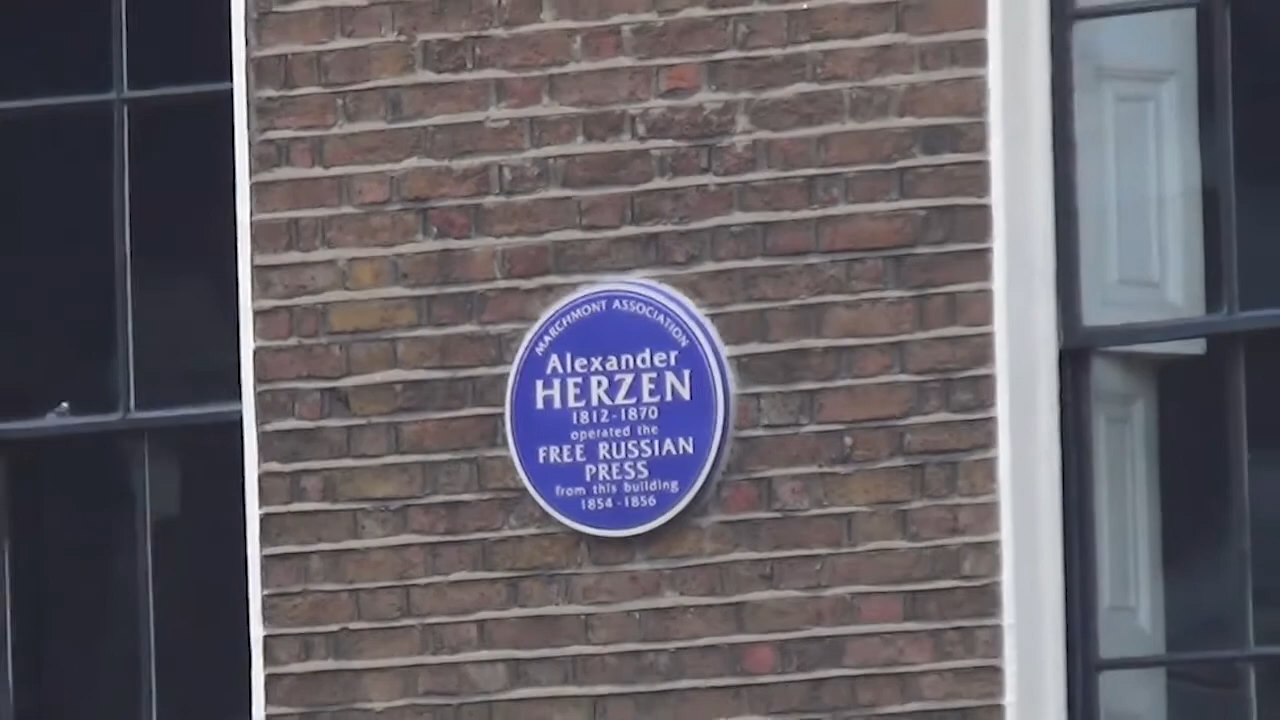 MARCHMONT ASSOCIATION
Alexander
HERZEN
1812-1870
operated the
FREE RUSSIAN
PRESS
from this building
1854-1856